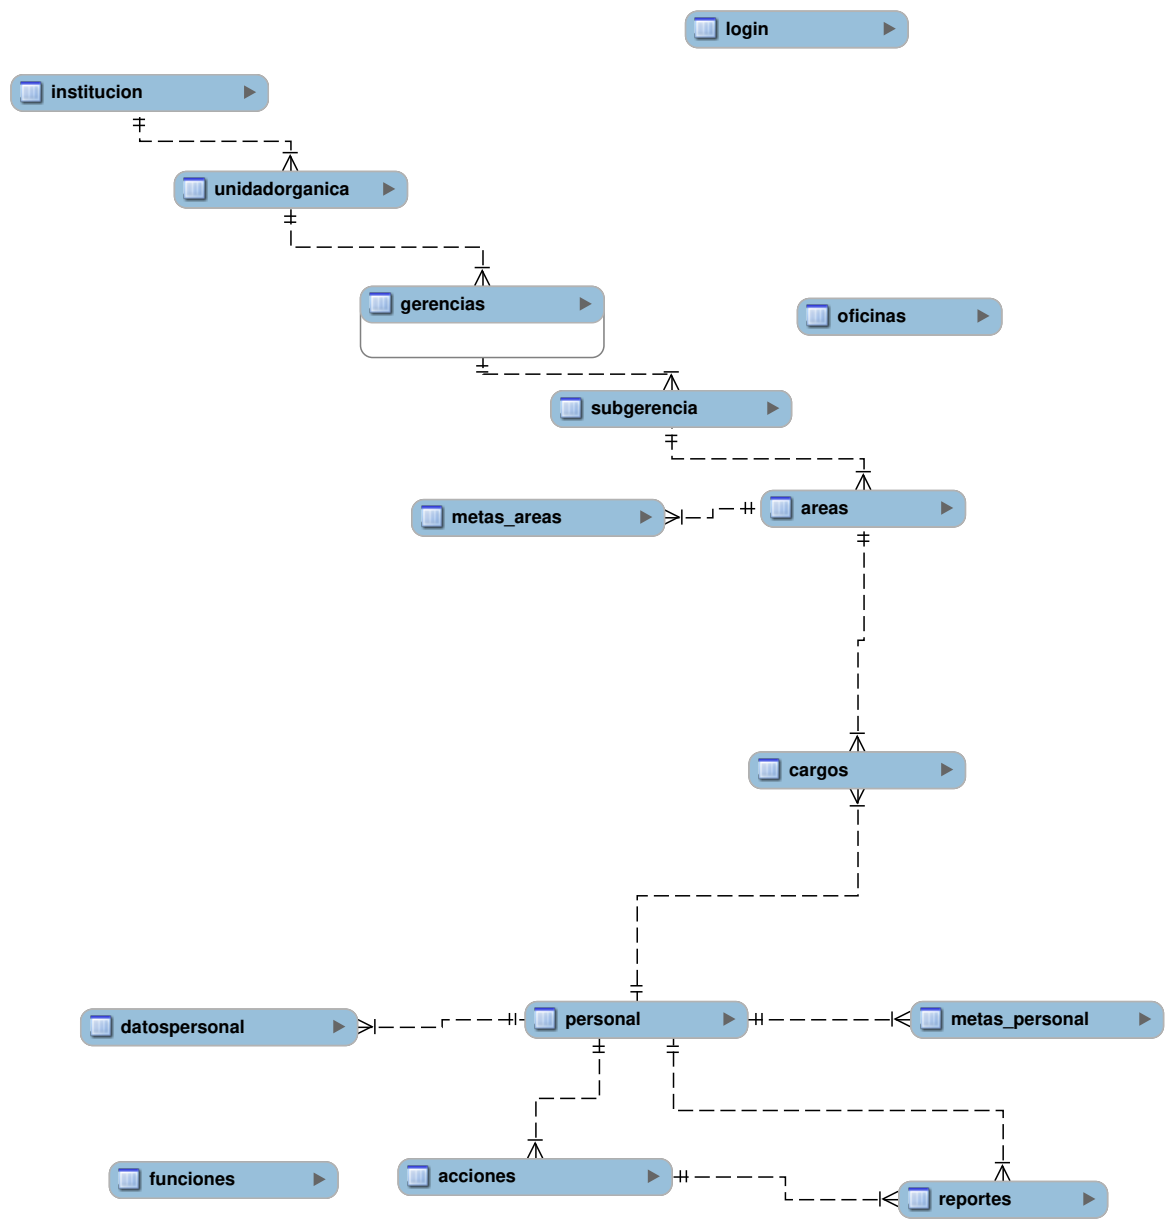 login
institucion
unidadorganica
gerencias
oficinas
subgerencia
areas
metas_areas
cargos
personal
metas_personal
datospersonal
acciones
funciones
reportes